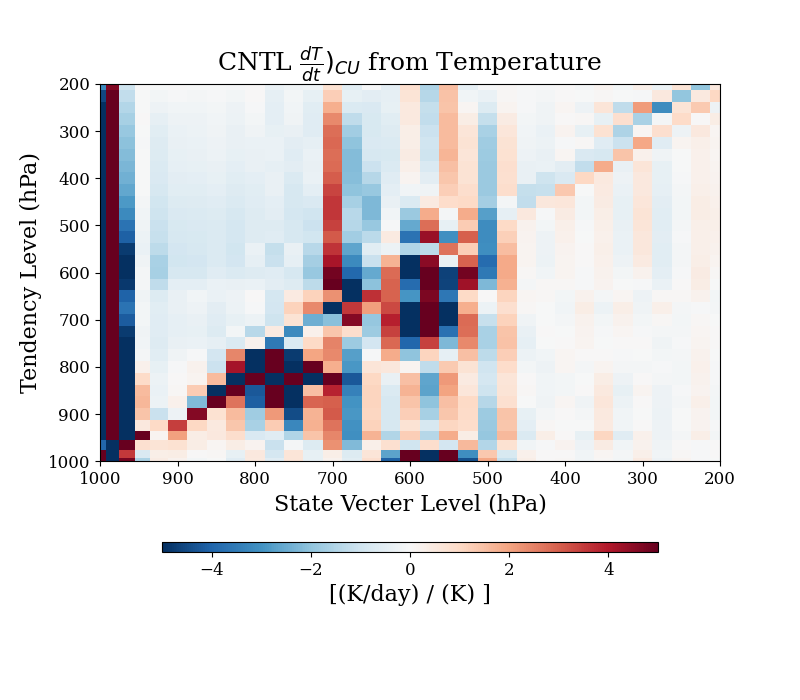 CNTL \frac{dT}{dt})_{CU} from Temperature
Tendency Level (hPa)
200
300
400
500
600
700
800
900
1000
1000 900 800 700 600 500 400 300 200
State Vecter Level (hPa)
−4 −2 0 2 4
[(K/day) / (K) ]